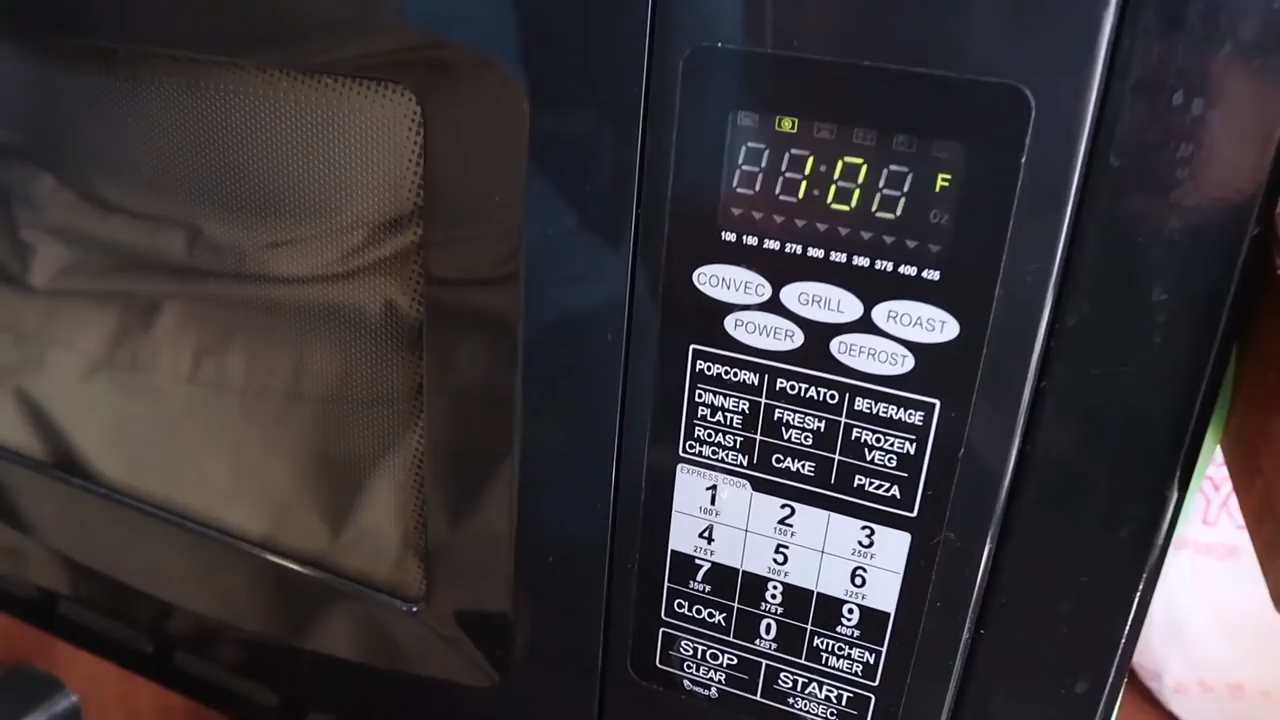 100 F
OZ
100 150 250 275 300 325 350 375 400 425
CONVEC GRILL ROAST
POWER DEFROST
POPCORN POTATO BEVERAGE
DINNER PLATE FRESH VEG FROZEN VEG
ROAST CHICKEN CAKE PIZZA
EXPRESS COOK
1 2 3
100°F 150°F 250°F
4 5 6
275°F 300°F 325°F
7 8 9
350°F 375°F 400°F
CLOCK 0 KITCHEN TIMER
425°F
STOP CLEAR START +30SEC.
HOLD